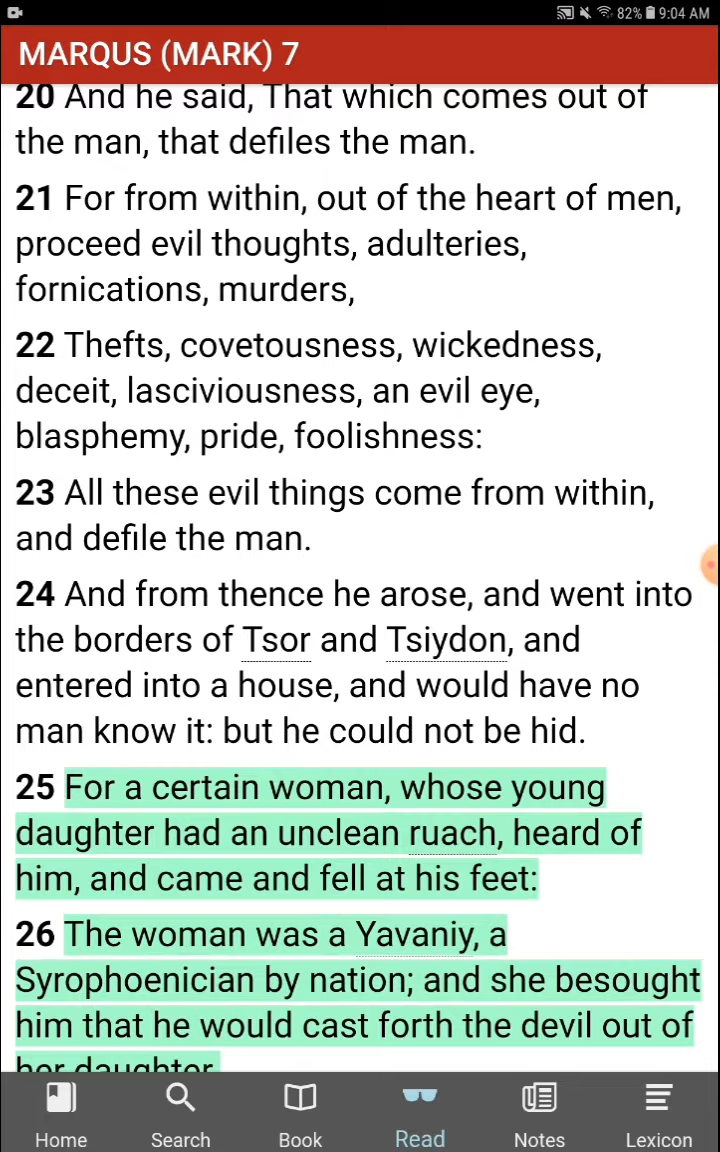 82% 9:04 AM
MARQUS (MARK) 7
20 And he said, That which comes out of
the man, that defiles the man.
21 For from within, out of the heart of men,
proceed evil thoughts, adulteries,
fornications, murders,
22 Thefts, covetousness, wickedness,
deceit, lasciviousness, an evil eye,
blasphemy, pride, foolishness:
23 All these evil things come from within,
and defile the man.
24 And from thence he arose, and went into
the borders of Tsor and Tsiydon, and
entered into a house, and would have no
man know it: but he could not be hid.
25 For a certain woman, whose young
daughter had an unclean ruach, heard of
him, and came and fell at his feet:
26 The woman was a Yavaniy, a
Syrophoenician by nation; and she besought
him that he would cast forth the devil out of
her daughter.
Home Search Book Read Notes Lexicon